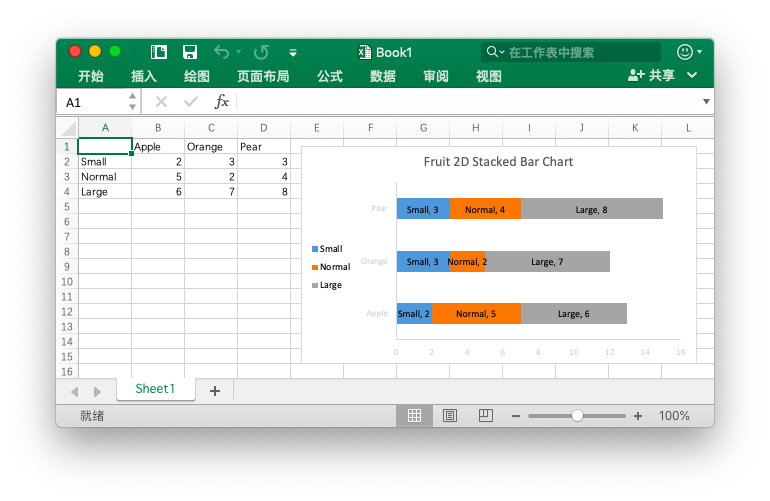 Book1
在工作表中搜索
开始 插入 绘图 页面布局 公式 数据 审阅 视图 共享
A1 fx
A B C D E F G H I J K L
1 Apple Orange Pear
2 Small 2 3 3
3 Normal 5 2 4
4 Large 6 7 8
5
6
7
8
9
10
11
12
13
14
15
16
Fruit 2D Stacked Bar Chart
Pear Small, 3 Normal, 4 Large, 8
Small
Normal
Large
Orange Small, 3 Normal, 2 Large, 7
Apple Small, 2 Normal, 5 Large, 6
0 2 4 6 8 10 12 14 16
Sheet1 +
就绪 100%